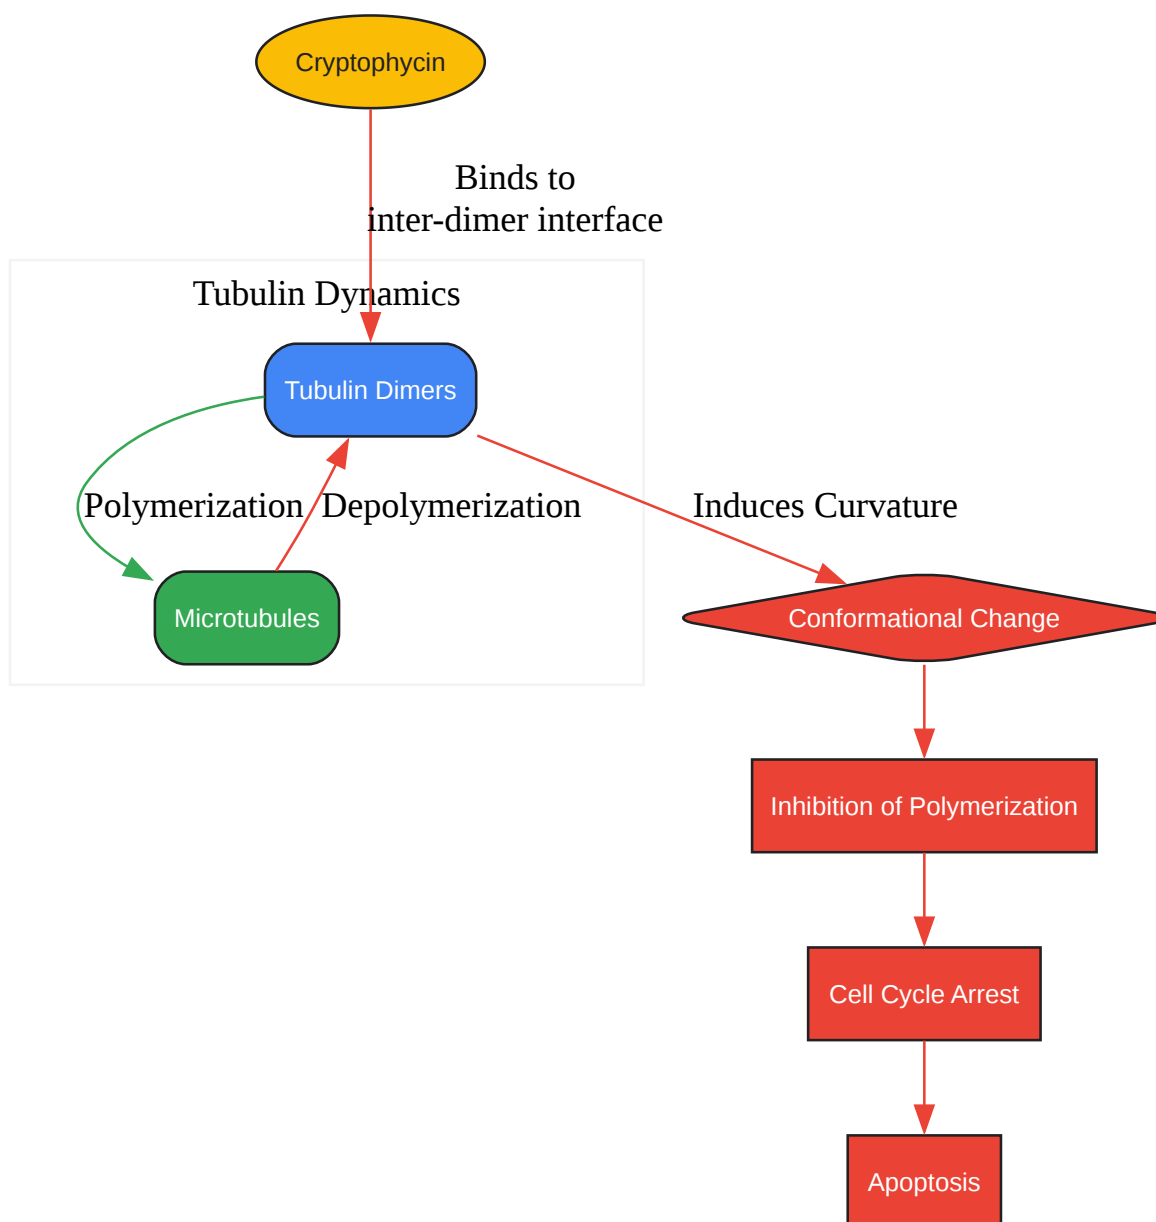 Cryptophycin
Binds to
inter-dimer interface
Tubulin Dynamics
Tubulin Dimers
Polymerization
Depolymerization
Induces Curvature
Microtubules
Conformational Change
Inhibition of Polymerization
Cell Cycle Arrest
Apoptosis